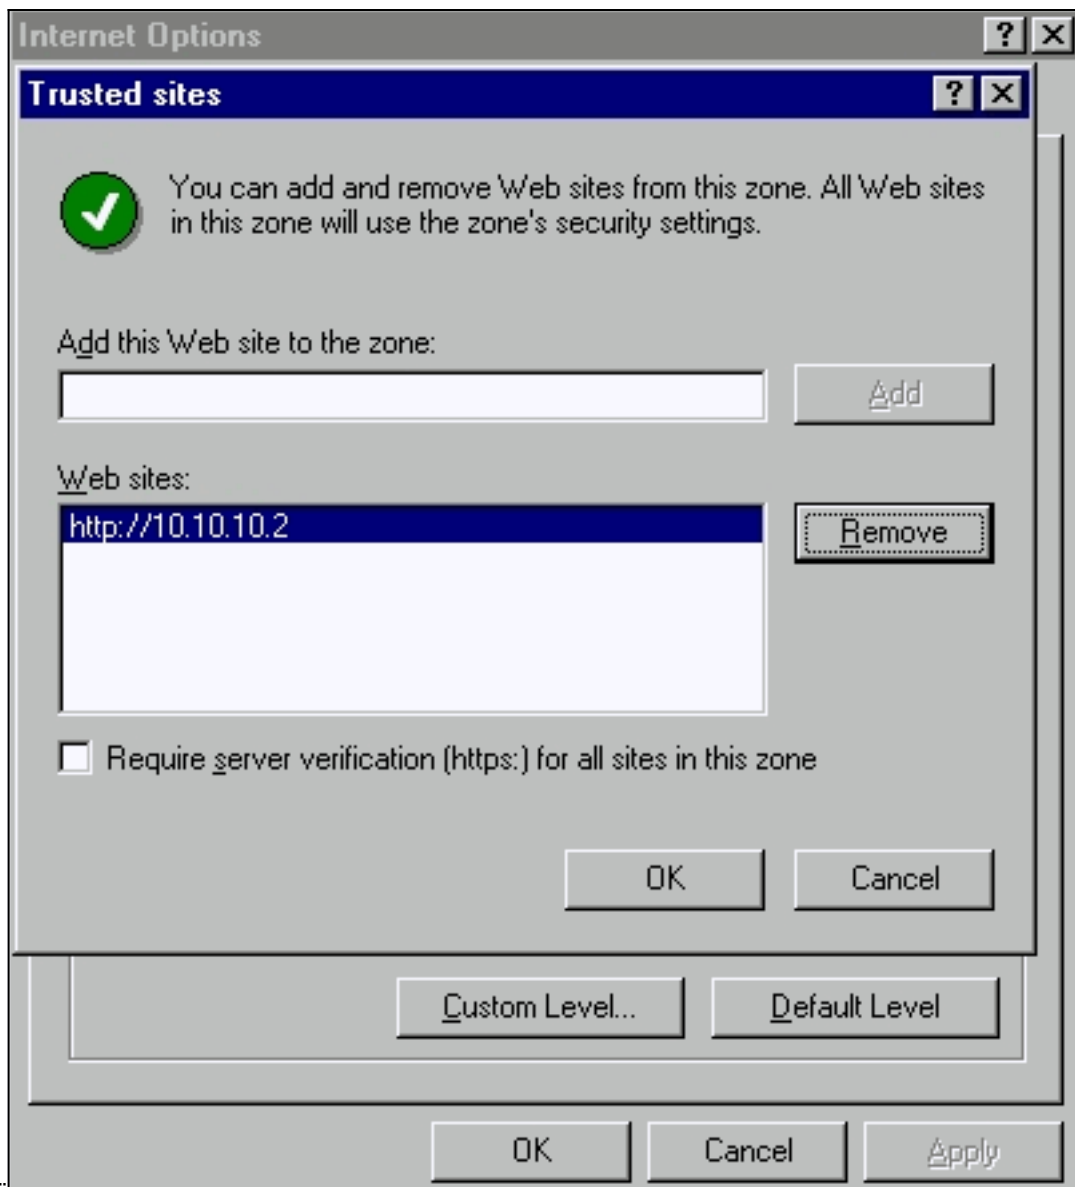 Internet Options
Trusted sites
You can add and remove Web sites from this zone. All Web sites
in this zone will use the zone's security settings.
Add this Web site to the zone:
Add
Web sites:
http://10.10.10.2
Remove
Require server verification (https:) for all sites in this zone
OK
Cancel
Custom Level...
Default Level
OK
Cancel
Apply